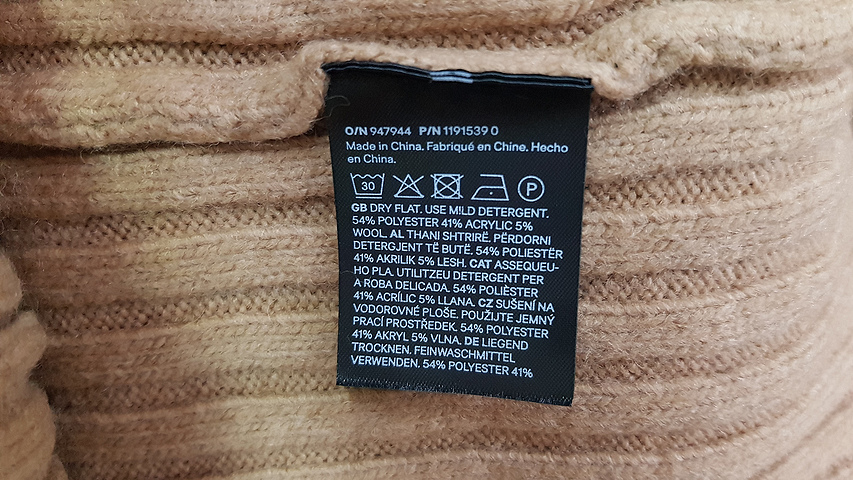 O/N 947944 P/N 1191539 0
Made in China. Fabriqué en Chine. Hecho
en China.
30
P
GB DRY FLAT. USE MILD DETERGENT.
54% POLYESTER 41% ACRYLIC 5%
WOOL. AL THANI SHTRIRË. PËRDORNI
DETERGJENT TË BUTË. 54% POLIESTËR
41% AKRILIK 5% LESH. CAT ASSEQUEU-
HO PLA. UTILITZEU DETERGENT PER
A ROBA DELICADA. 54% POLIÈSTER
41% ACRÍLIC 5% LLANA. CZ SUŠENÍ NA
VODOROVNÉ PLOŠE. POUŽIJTE JEMNÝ
PRACÍ PROSTŘEDEK. 54% POLYESTER
41% AKRYL 5% VLNA. DE LIEGEND
TROCKNEN. FEINWASCHMITTEL
VERWENDEN. 54% POLYESTER 41%